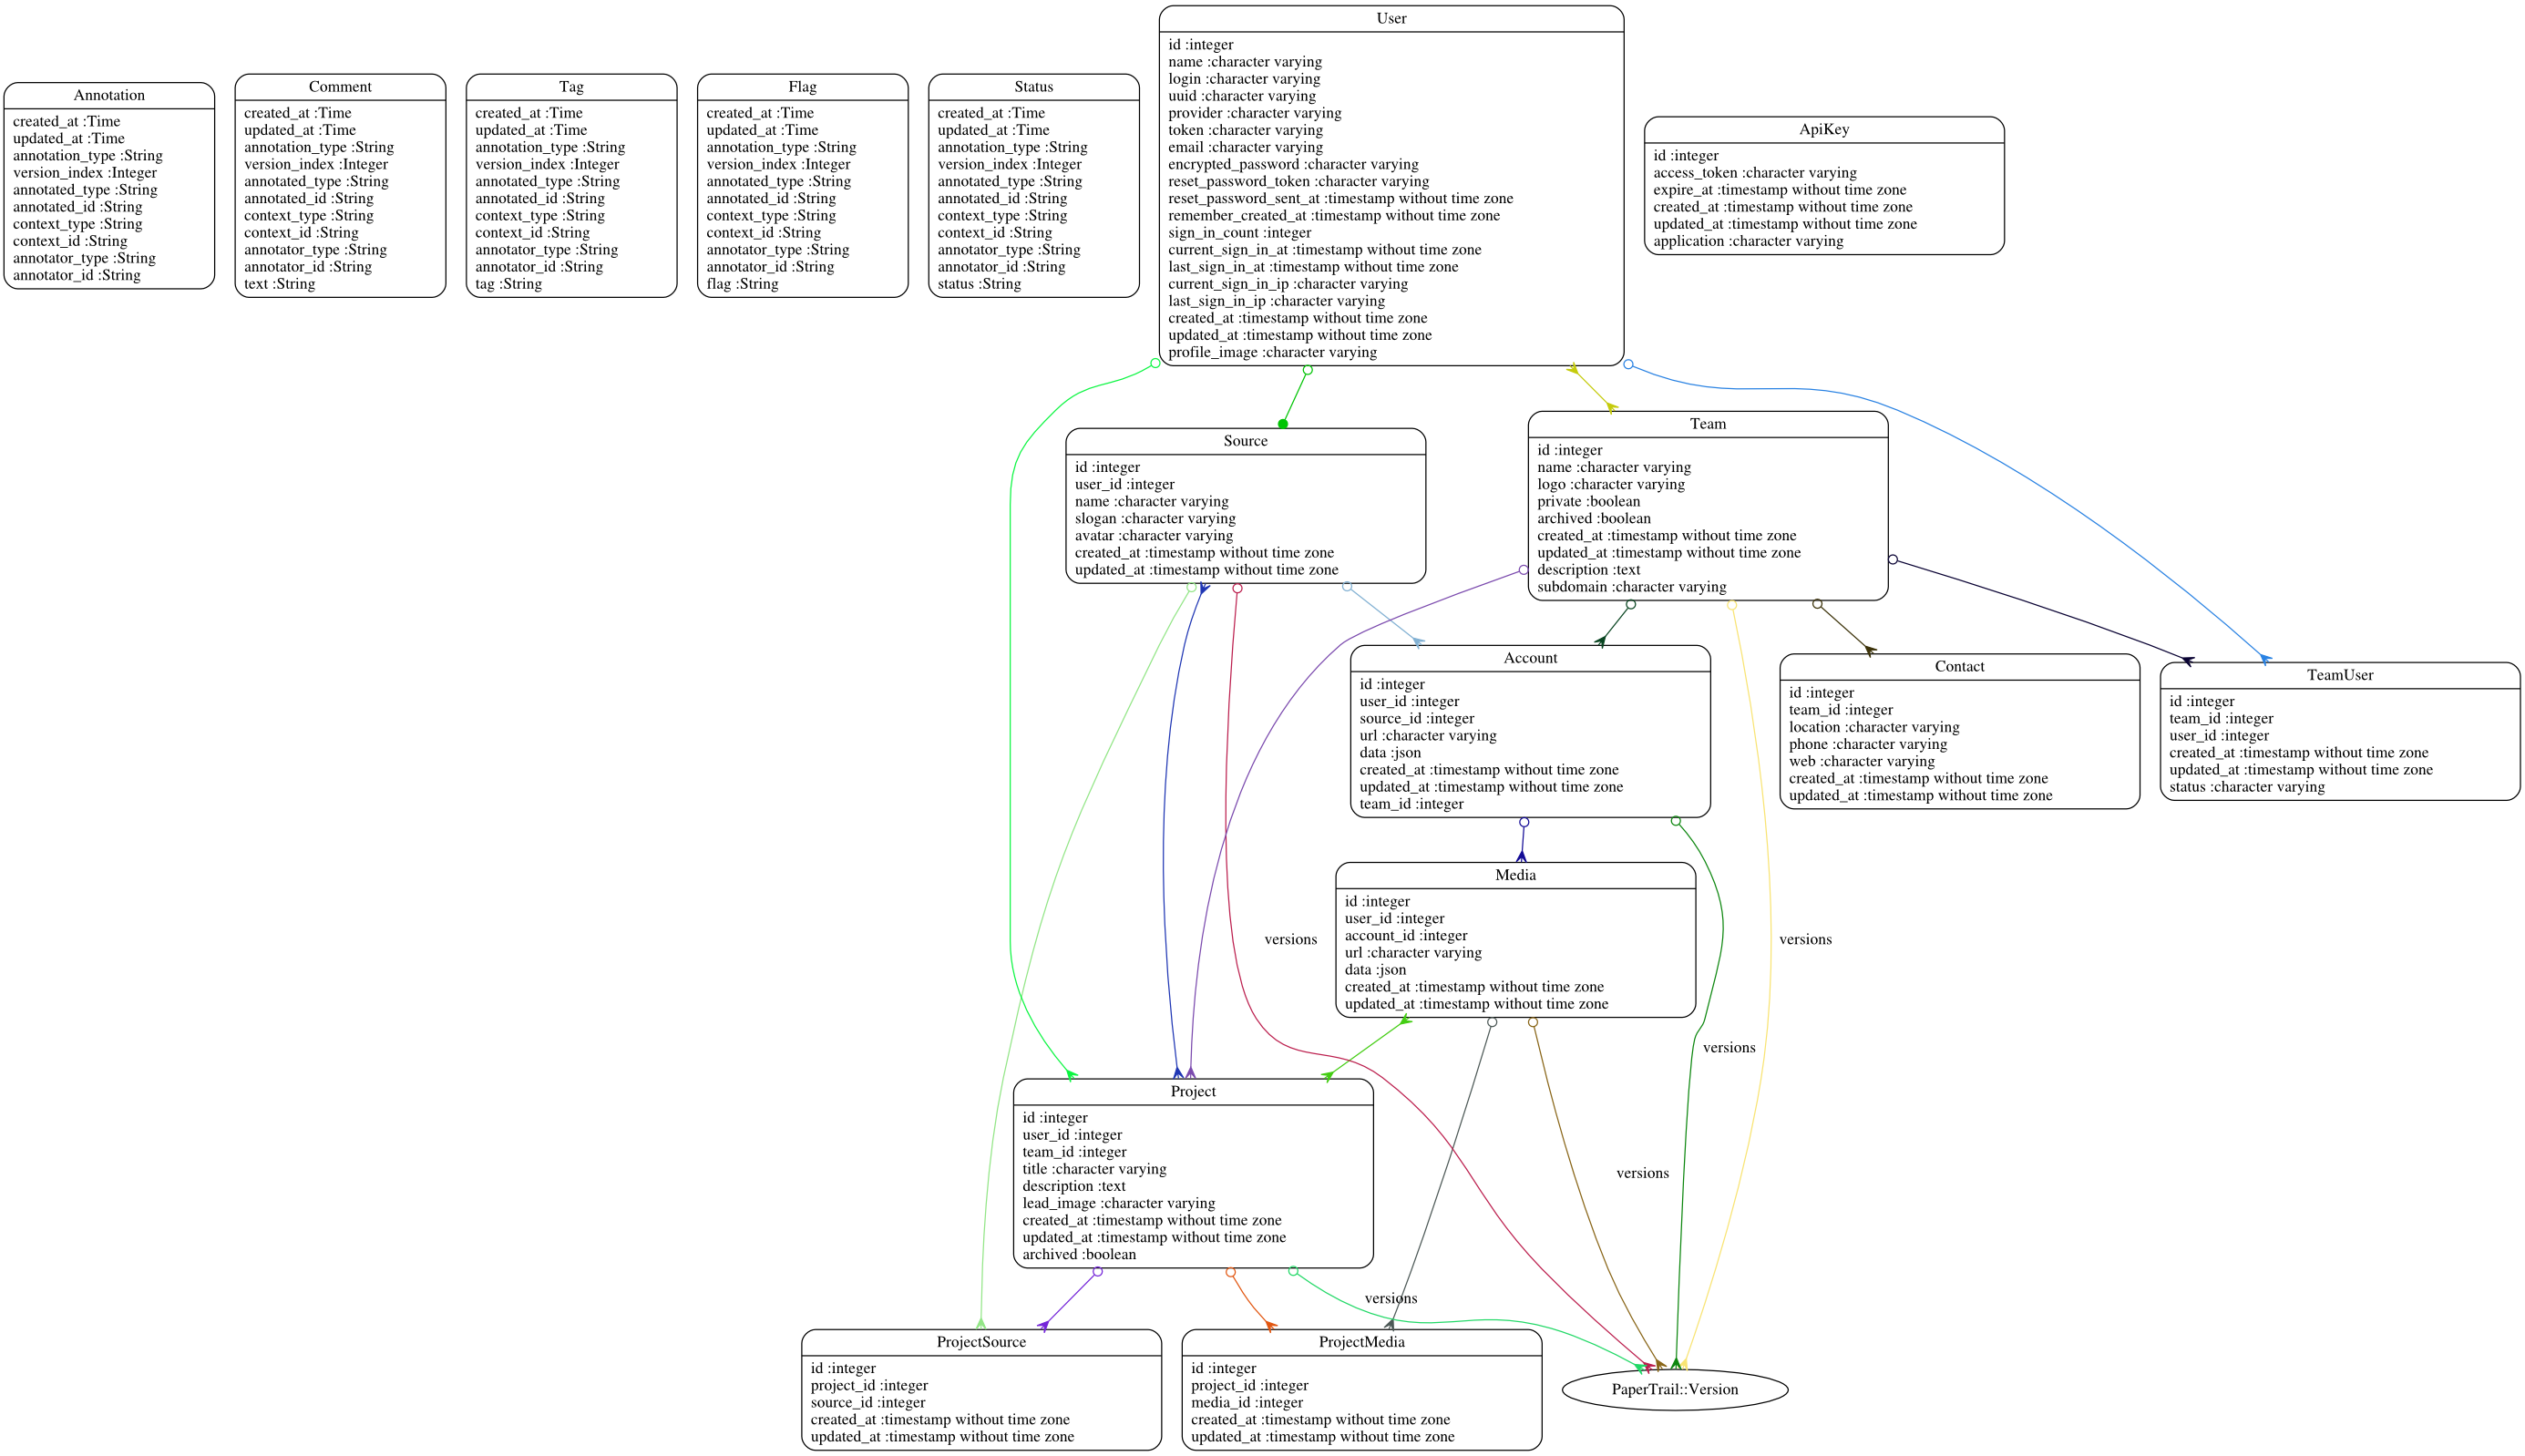 User
id :integer
name :character varying
login :character varying
uuid :character varying
provider :character varying
token :character varying
email :character varying
encrypted_password :character varying
reset_password_token :character varying
reset_password_sent_at :timestamp without time zone
remember_created_at :timestamp without time zone
sign_in_count :integer
current_sign_in_at :timestamp without time zone
last_sign_in_at :timestamp without time zone
current_sign_in_ip :character varying
last_sign_in_ip :character varying
created_at :timestamp without time zone
updated_at :timestamp without time zone
profile_image :character varying
Annotation
created_at :Time
updated_at :Time
annotation_type :String
version_index :Integer
annotated_type :String
annotated_id :String
context_type :String
context_id :String
annotator_type :String
annotator_id :String
Comment
created_at :Time
updated_at :Time
annotation_type :String
version_index :Integer
annotated_type :String
annotated_id :String
context_type :String
context_id :String
annotator_type :String
annotator_id :String
text :String
Tag
created_at :Time
updated_at :Time
annotation_type :String
version_index :Integer
annotated_type :String
annotated_id :String
context_type :String
context_id :String
annotator_type :String
annotator_id :String
tag :String
Flag
created_at :Time
updated_at :Time
annotation_type :String
version_index :Integer
annotated_type :String
annotated_id :String
context_type :String
context_id :String
annotator_type :String
annotator_id :String
flag :String
Status
created_at :Time
updated_at :Time
annotation_type :String
version_index :Integer
annotated_type :String
annotated_id :String
context_type :String
context_id :String
annotator_type :String
annotator_id :String
status :String
ApiKey
id :integer
access_token :character varying
expire_at :timestamp without time zone
created_at :timestamp without time zone
updated_at :timestamp without time zone
application :character varying
Source
id :integer
user_id :integer
name :character varying
slogan :character varying
avatar :character varying
created_at :timestamp without time zone
updated_at :timestamp without time zone
Team
id :integer
name :character varying
logo :character varying
private :boolean
archived :boolean
created_at :timestamp without time zone
updated_at :timestamp without time zone
description :text
subdomain :character varying
Account
id :integer
user_id :integer
source_id :integer
url :character varying
data :json
created_at :timestamp without time zone
updated_at :timestamp without time zone
team_id :integer
Contact
id :integer
team_id :integer
location :character varying
phone :character varying
web :character varying
created_at :timestamp without time zone
updated_at :timestamp without time zone
TeamUser
id :integer
team_id :integer
user_id :integer
created_at :timestamp without time zone
updated_at :timestamp without time zone
status :character varying
Media
id :integer
user_id :integer
account_id :integer
url :character varying
data :json
created_at :timestamp without time zone
updated_at :timestamp without time zone
versions
versions
versions
Project
id :integer
user_id :integer
team_id :integer
title :character varying
description :text
lead_image :character varying
created_at :timestamp without time zone
updated_at :timestamp without time zone
archived :boolean
versions
versions
ProjectSource
id :integer
project_id :integer
source_id :integer
created_at :timestamp without time zone
updated_at :timestamp without time zone
ProjectMedia
id :integer
project_id :integer
media_id :integer
created_at :timestamp without time zone
updated_at :timestamp without time zone
PaperTrail::Version